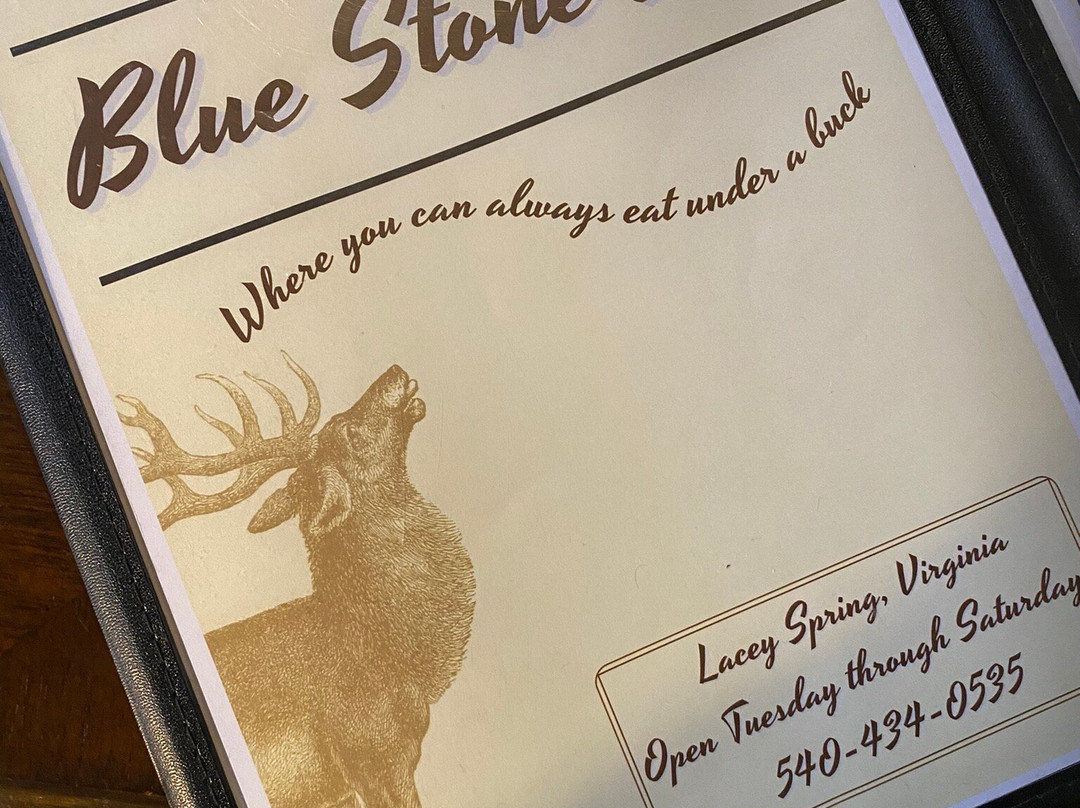 Blue Stone
Where you can always eat under a buck
Lacey Spring, Virginia
Open Tuesday through Saturday
540-434-0535